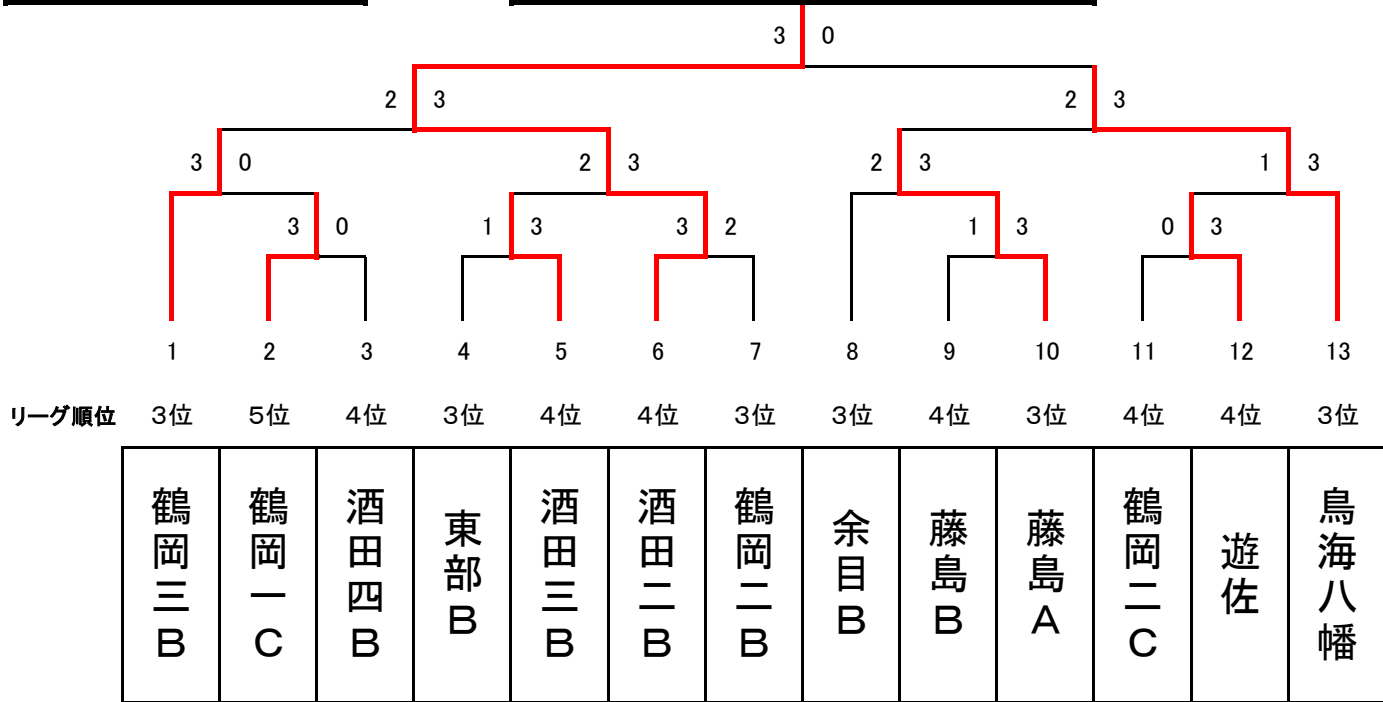 3 0
2 3 2 3
3 0 2 3 2 3 1 3
3 0 1 3 3 2 1 3 0 3
1 2 3 4 5 6 7 8 9 10 11 12 13
リーグ順位 3位 5位 4位 3位 4位 4位 3位 3位 4位 3位 4位 4位 3位
鶴岡三B
鶴岡一C
酒田四B
東部B
酒田三B
酒田二B
鶴岡二B
余目B
藤島B
藤島A
鶴岡二C
遊佐
鳥海八幡